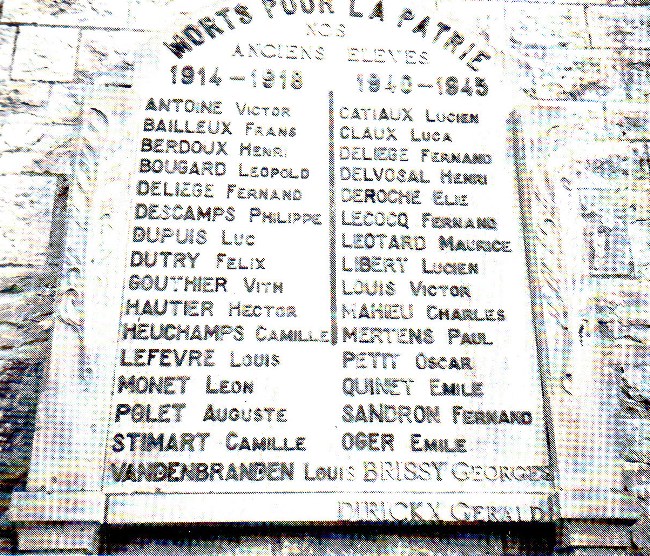 MORTS POUR LA PATRIE
NOS
ANCIENS ELEVES
1914-1918
ANTOINE VICTOR
BAILLEUX FRANS
BERDOUX HENRI
BOUGARD LEOPOLD
DELIEGE FERNAND
DESCAMPS PHILIPPE
DUPUIS LUC
DUTRY FELIX
GOUTHIER VITH
HAUTIER HECTOR
HEUCHAMPS CAMILLE
LEFEVRE LOUIS
MONET LEON
POLET AUGUSTE
STIMART CAMILLE
VANDENBRANDEN LOUIS
1940-1945
CATIAUX LUCIEN
CLAUX LUCA
DELIEGE FERNAND
DELVOSAL HENRI
DEROCHE ELIE
LECOCQ FERNAND
LEOTARD MAURICE
LIBERT LUCIEN
LOUIS VICTOR
MAHIEU CHARLES
MERTENS PAUL
PETIT OSCAR
QUINET EMILE
SANDRON FERNAND
OGER EMILE
BRISSY GEORGES
DIRICKX GERALD